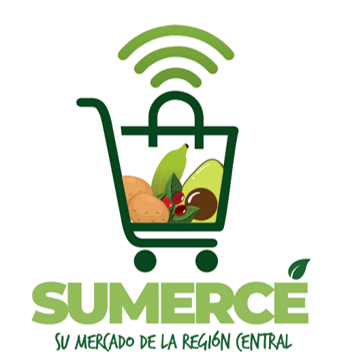 SUMERCÉ
SU MERCADO DE LA REGIÓN CENTRAL